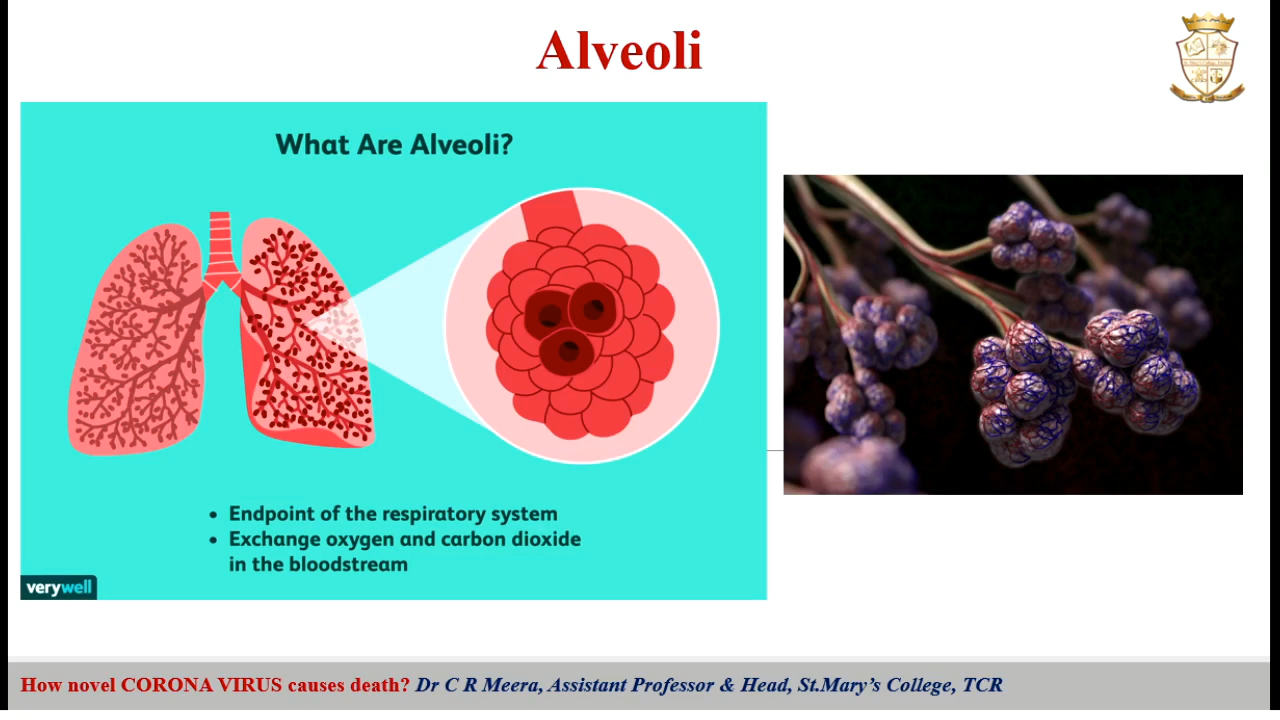 Alveoli
What Are Alveoli?
• Endpoint of the respiratory system
• Exchange oxygen and carbon dioxide
in the bloodstream
verywell
How novel CORONA VIRUS causes death? Dr C R Meera, Assistant Professor & Head, St.Mary’s College, TCR